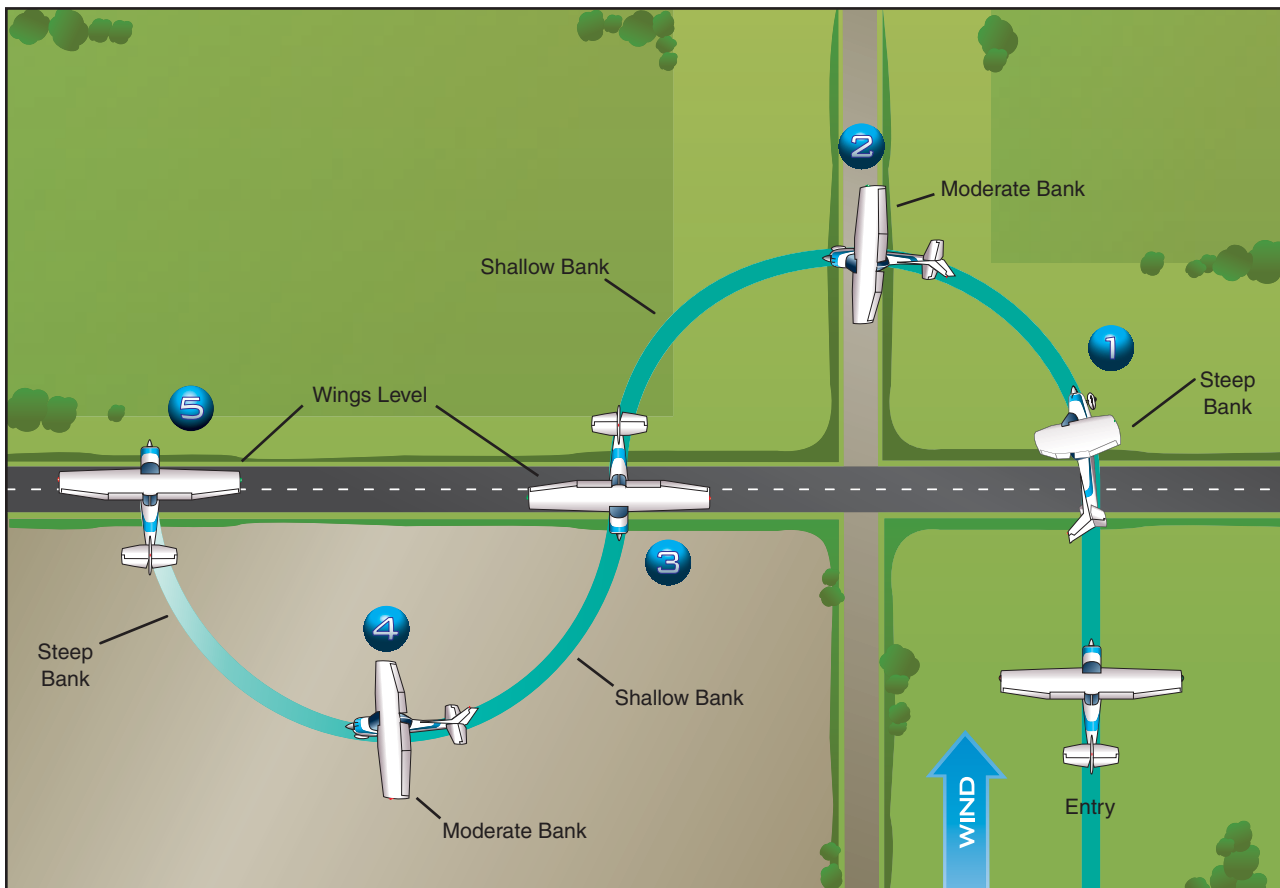 2
Moderate Bank
Shallow Bank
1
Steep
Bank
Wings Level
5
3
4
Steep
Bank
Shallow Bank
Moderate Bank
WIND
Entry